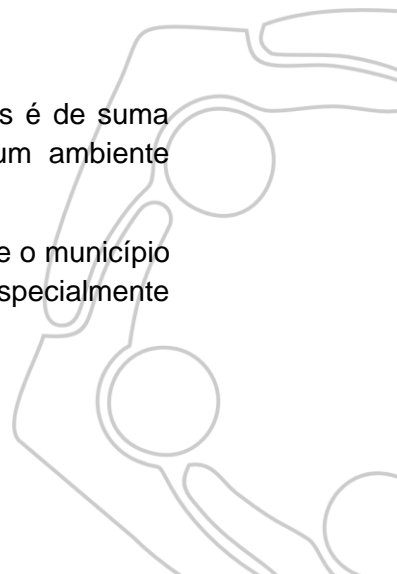 s é de suma
um ambiente
e o município
specialmente